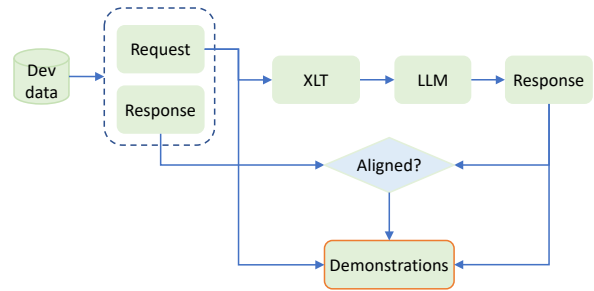 Dev
data
Request
Response
XLT
LLM
Response
Aligned?
Demonstrations